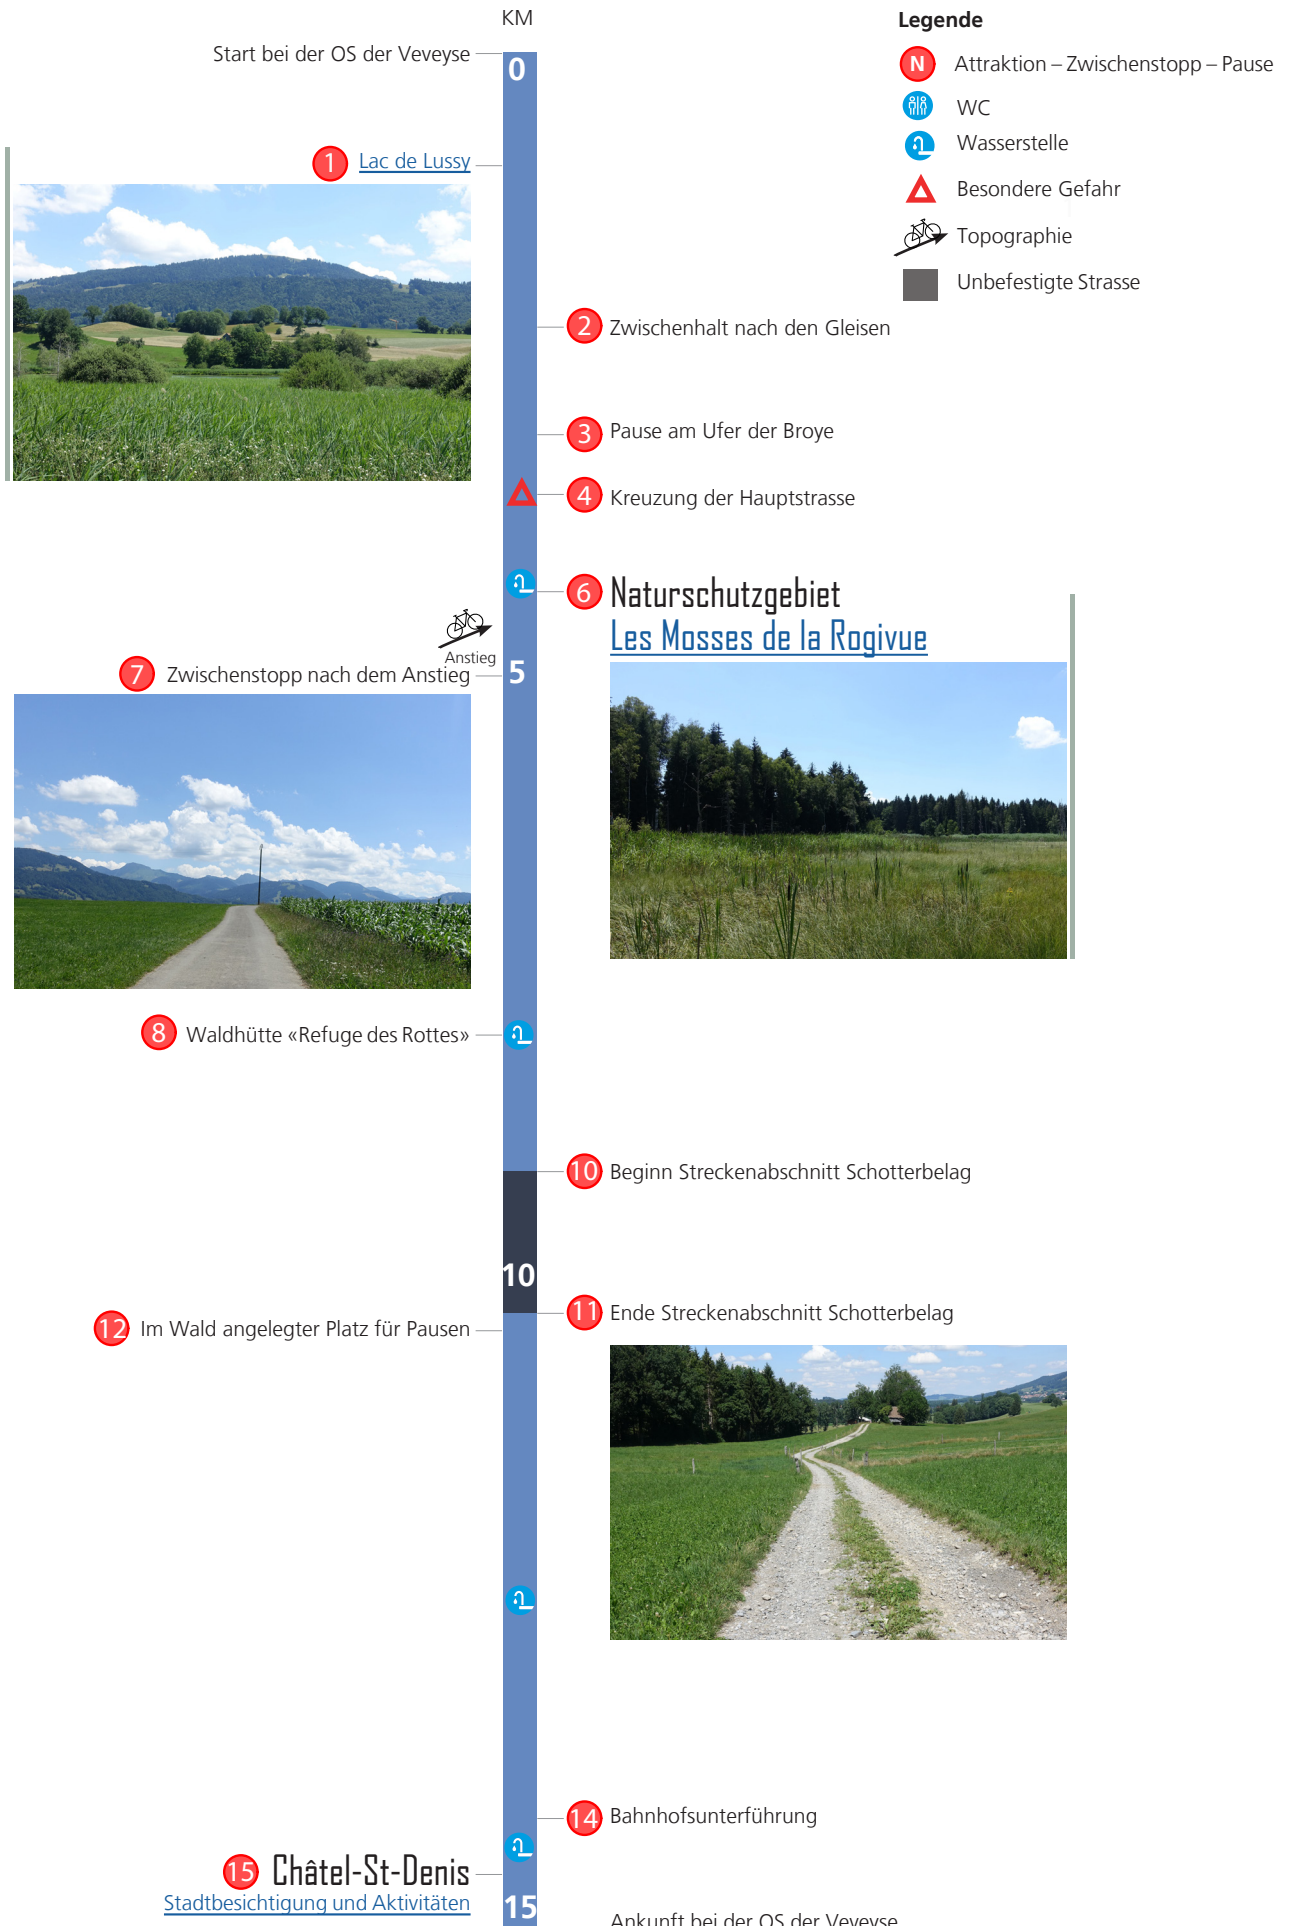 KM
Legende
Start bei der OS der Veveyse
0
N Attraktion – Zwischenstopp – Pause
WC
Wasserstelle
1 Lac de Lussy
Besondere Gefahr
Topographie
Unbefestigte Strasse
2 Zwischenhalt nach den Gleisen
3 Pause am Ufer der Broye
4 Kreuzung der Hauptstrasse
6 Naturschutzgebiet
Les Mosses de la Rogivue
Anstieg
7 Zwischenstopp nach dem Anstieg
5
8 Waldhütte «Refuge des Rottes»
10 Beginn Streckenabschnitt Schotterbelag
10
11 Ende Streckenabschnitt Schotterbelag
12 Im Wald angelegter Platz für Pausen
14 Bahnhofsunterführung
15 Châtel-St-Denis
Stadtbesichtigung und Aktivitäten
15
Ankunft bei der OS der Veveyse